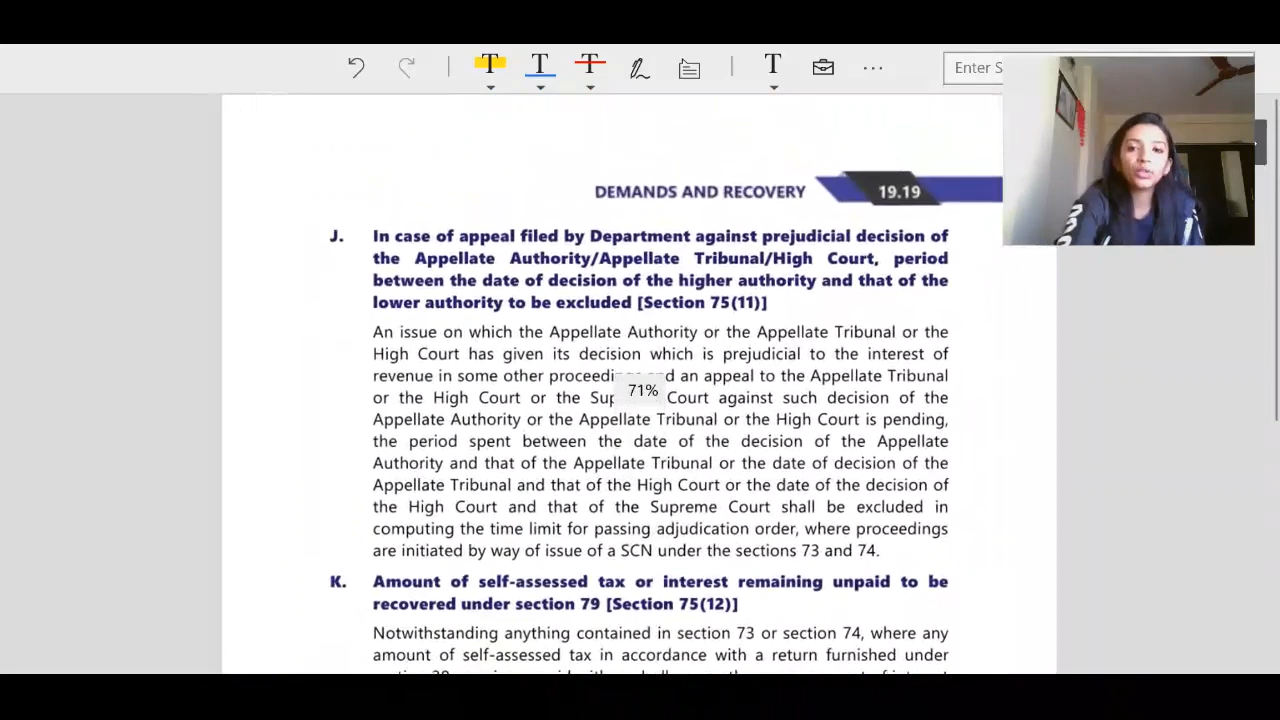 T T T T ...
Enter S
DEMANDS AND RECOVERY 19.19
J. In case of appeal filed by Department against prejudicial decision of
the Appellate Authority/Appellate Tribunal/High Court, period
between the date of decision of the higher authority and that of the
lower authority to be excluded [Section 75(11)]
An issue on which the Appellate Authority or the Appellate Tribunal or the
High Court has given its decision which is prejudicial to the interest of
revenue in some other proceedin d an appeal to the Appellate Tribunal
71%
or the High Court or the Sup Court against such decision of the
Appellate Authority or the Appellate Tribunal or the High Court is pending,
the period spent between the date of the decision of the Appellate
Authority and that of the Appellate Tribunal or the date of decision of the
Appellate Tribunal and that of the High Court or the date of the decision of
the High Court and that of the Supreme Court shall be excluded in
computing the time limit for passing adjudication order, where proceedings
are initiated by way of issue of a SCN under the sections 73 and 74.
K. Amount of self-assessed tax or interest remaining unpaid to be
recovered under section 79 [Section 75(12)]
Notwithstanding anything contained in section 73 or section 74, where any
amount of self-assessed tax in accordance with a return furnished under